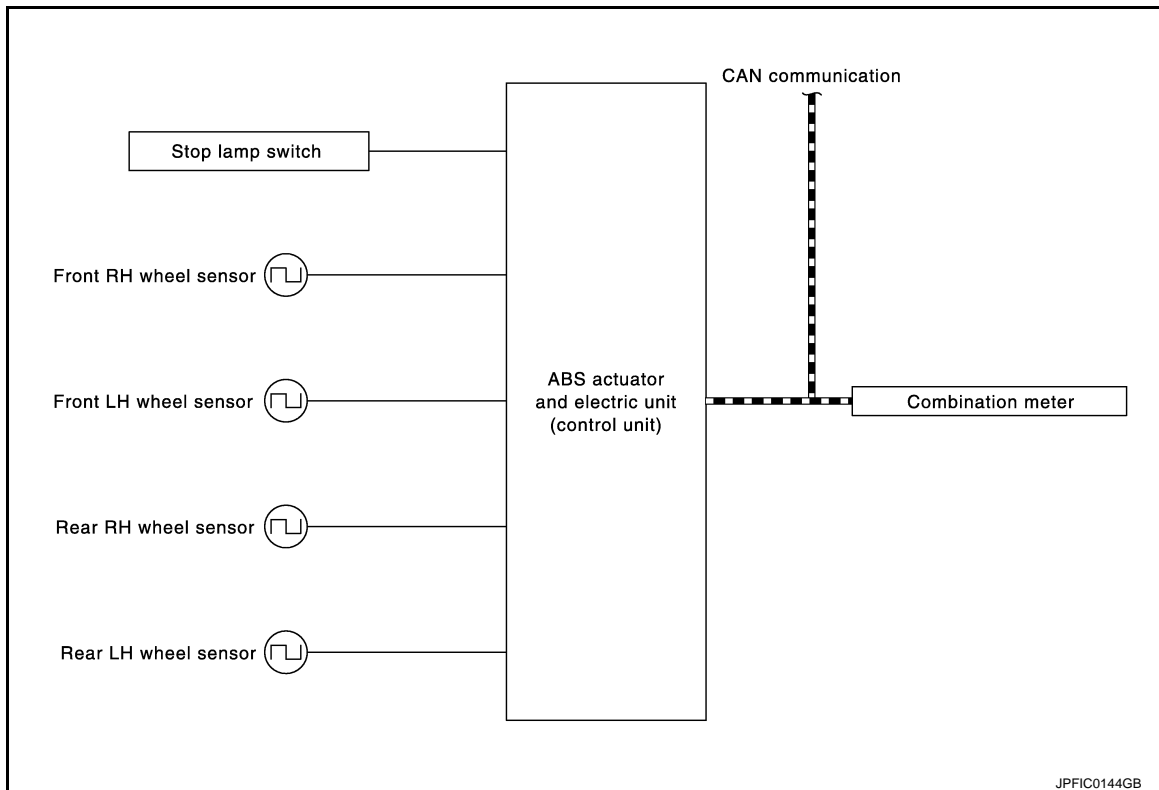 CAN communication
Stop lamp switch
Front RH wheel sensor
Front LH wheel sensor
ABS actuator
and electric unit
(control unit)
Combination meter
Rear RH wheel sensor
Rear LH wheel sensor
JPFIC0144GB